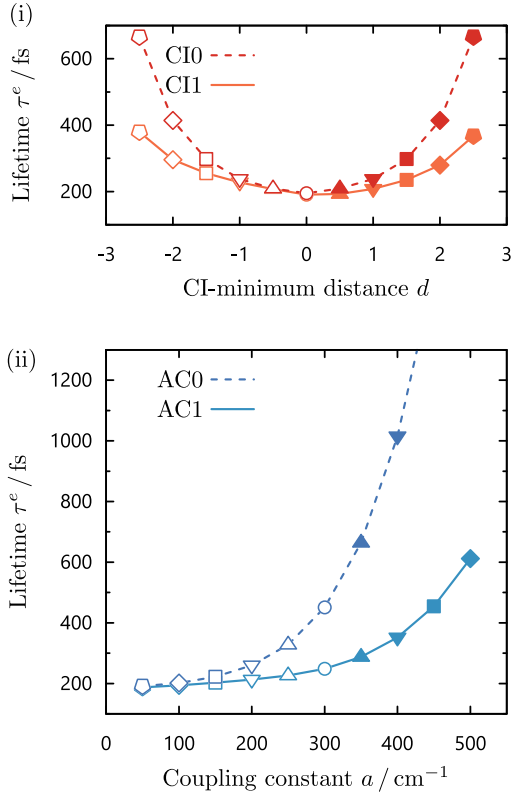 (i)
Lifetime τᵉ / fs
600
400
200
CI0
CI1
−3 −2 −1 0 1 2 3
CI-minimum distance d
(ii)
Lifetime τᵉ / fs
1200
1000
800
600
400
200
AC0
AC1
0 100 200 300 400 500
Coupling constant a / cm⁻¹